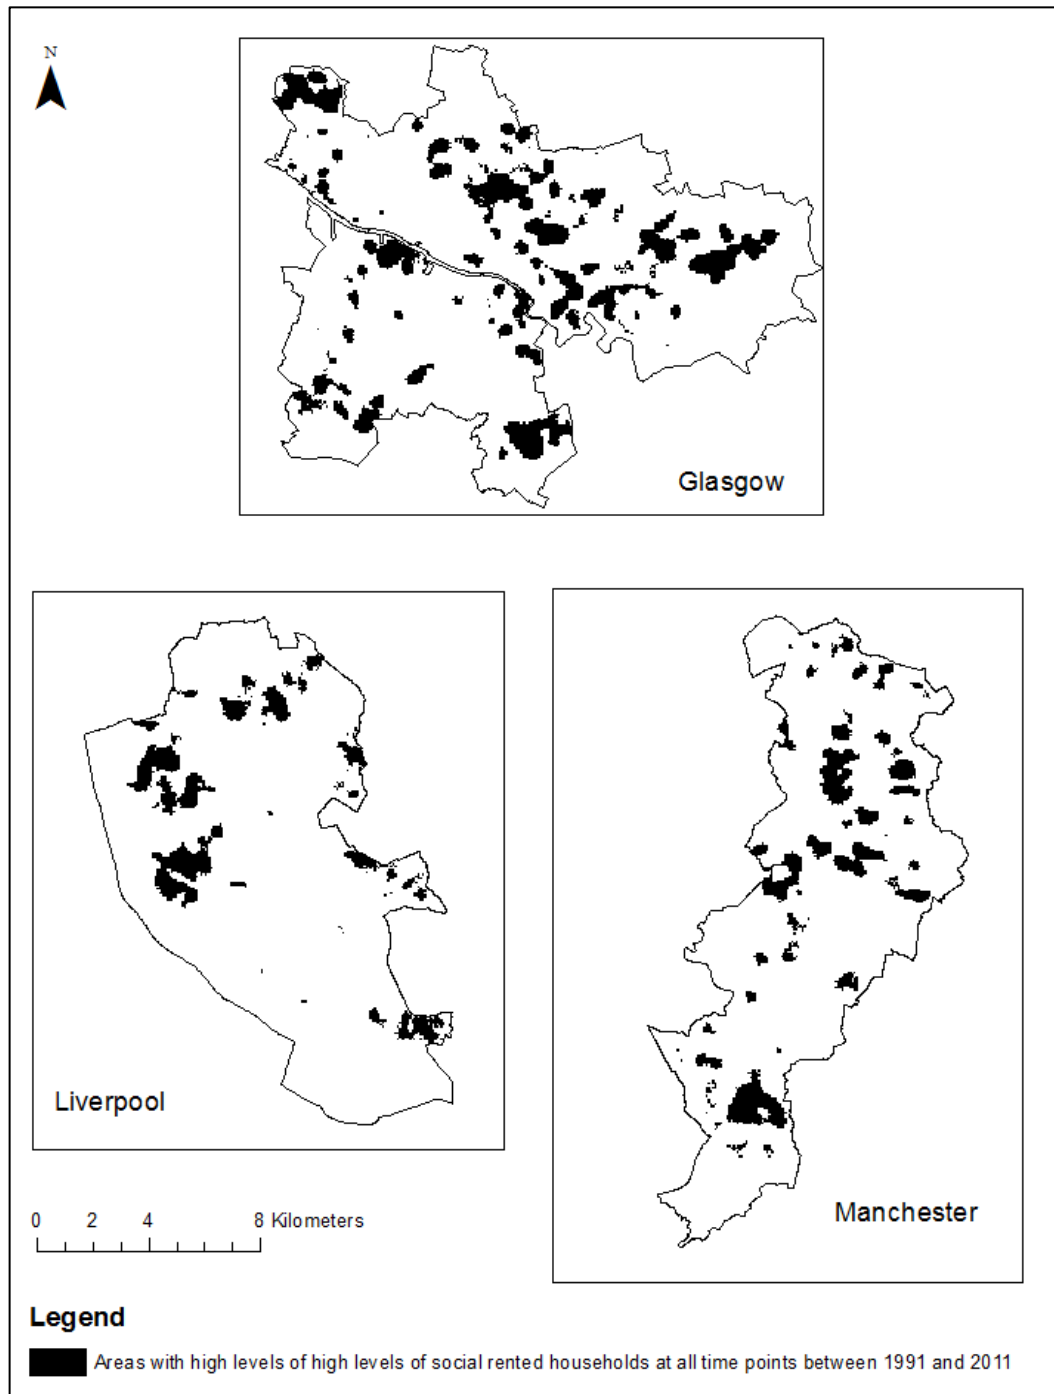 N
Glasgow
Liverpool
Manchester
0 2 4 8 Kilometers
Legend
Areas with high levels of high levels of social rented households at all time points between 1991 and 2011